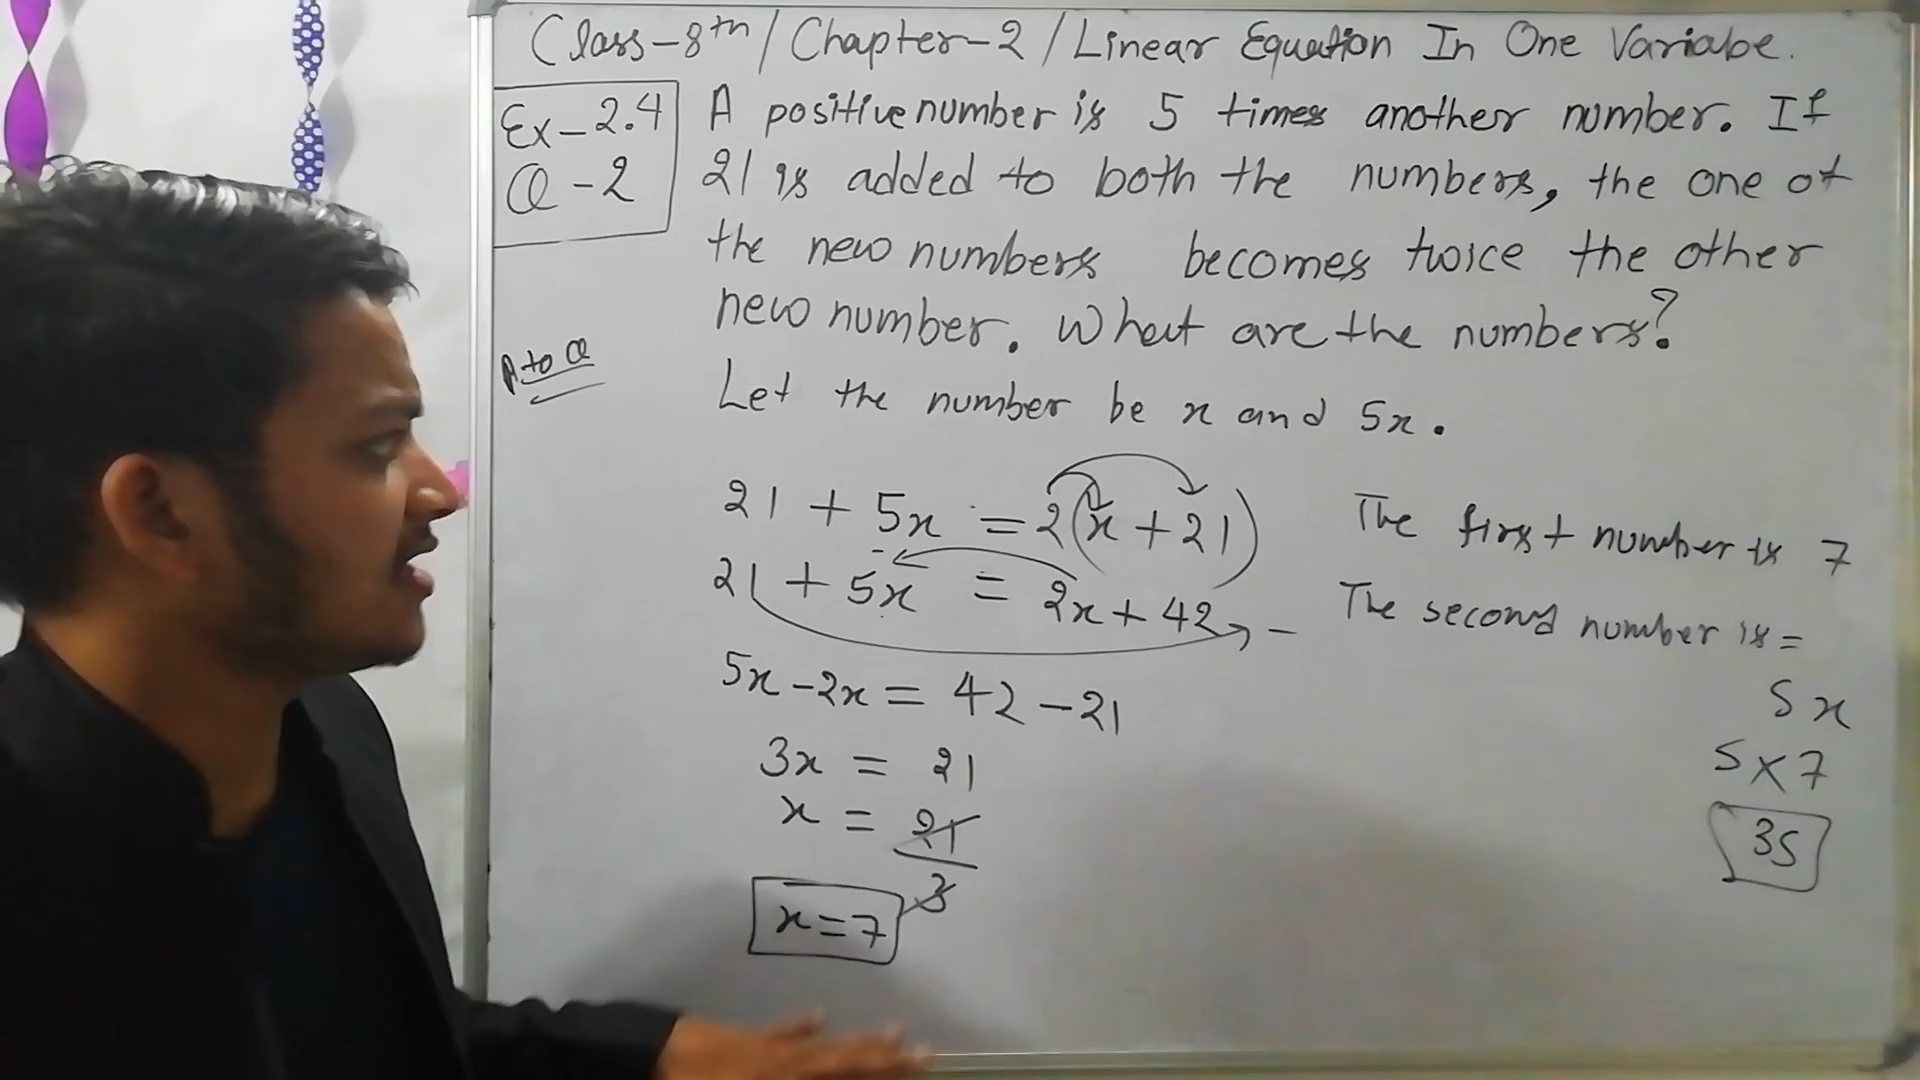 Class-8th/Chapter-2/Linear Equation In One Variabe.
Ex-2.4
Q-2
A positive number is 5 times another number. If
21 is added to both the numbers, the one of
the new numbers becomes twice the other
new number. What are the numbers?
A to Q
Let the number be x and 5x.
21 + 5x = 2(x + 21)
21 + 5x = 2x + 42 -
5x - 2x = 42 - 21
3x = 21
x = 21/3
x = 7
The first number is 7
The second number is =
5x
5 x 7
35